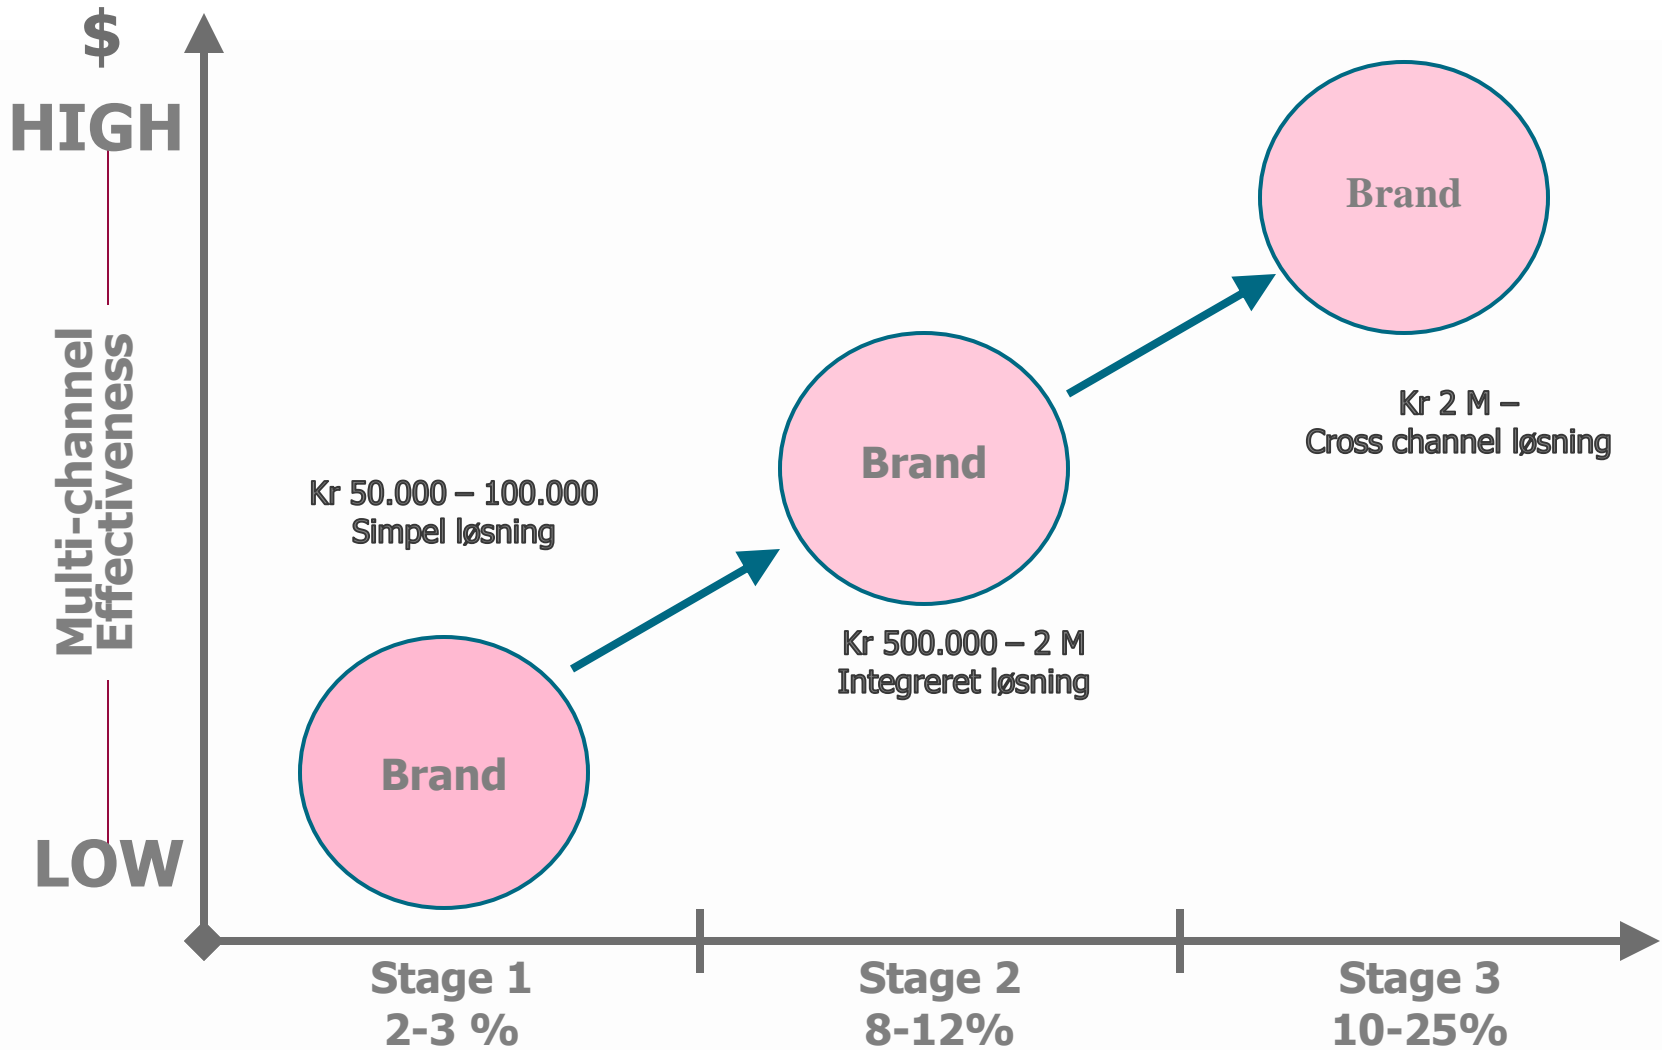 $
HIGH
Multi-channel
Effectiveness
LOW
Brand
Kr 2 M –
Cross channel løsning
Brand
Kr 500.000 – 2 M
Integreret løsning
Kr 50.000 – 100.000
Simpel løsning
Brand
Stage 1
2-3 %
Stage 2
8-12%
Stage 3
10-25%